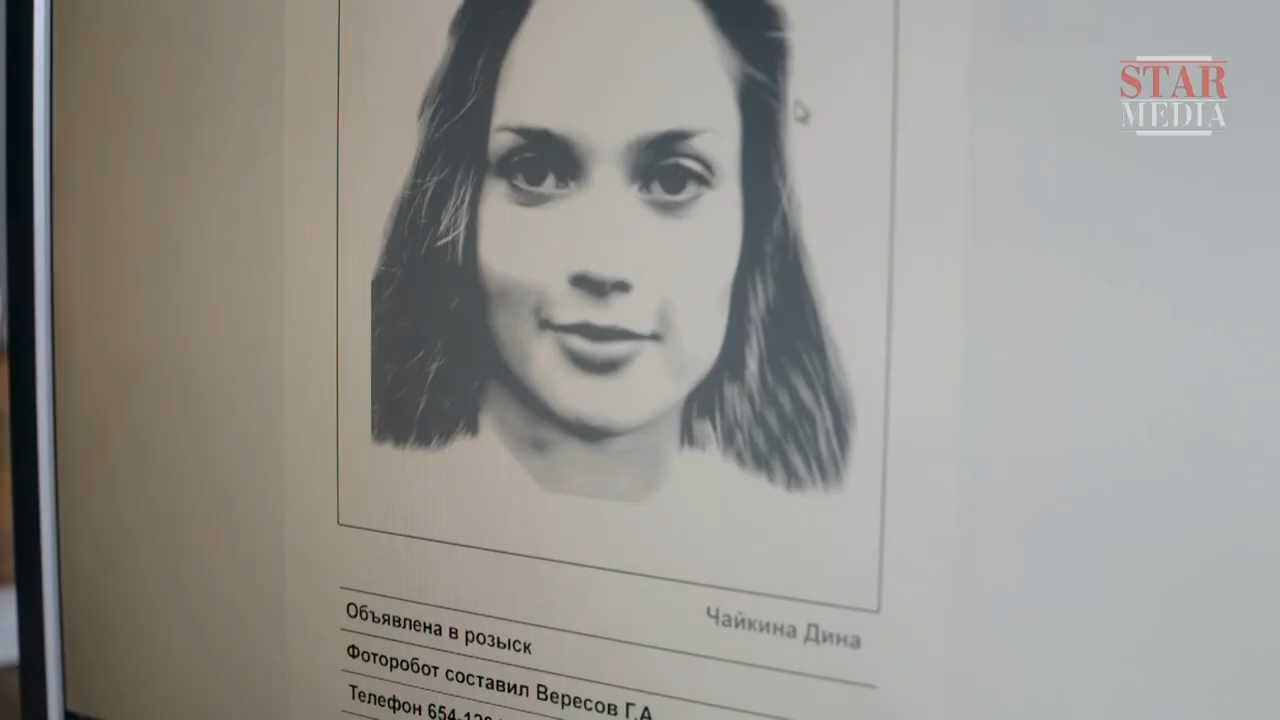 STAR
MEDIA
Чайкина Дина
Объявлена в розыск
Фоторобот составил Вересов Г.А
Телефон